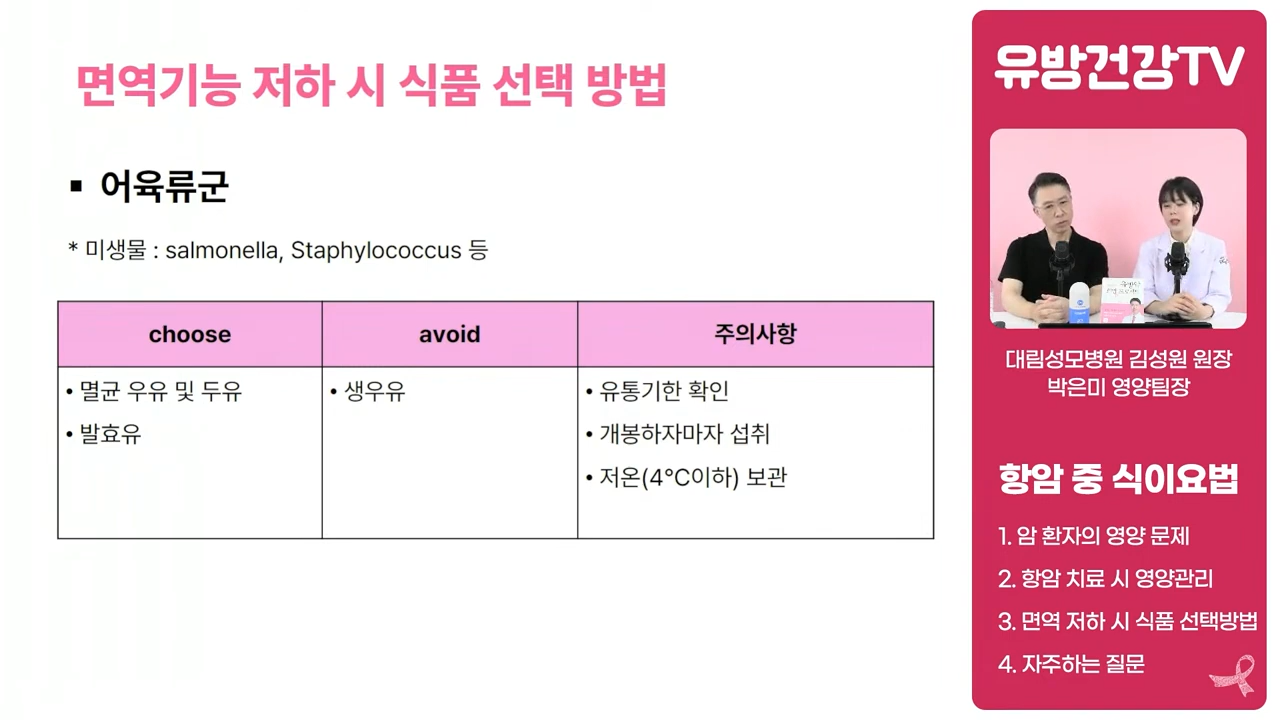 면역기능 저하 시 식품 선택 방법
▪ 어육류군
* 미생물 : salmonella, Staphylococcus 등
choose
avoid
주의사항
• 멸균 우유 및 두유
• 발효유
• 생우유
• 유통기한 확인
• 개봉하자마자 섭취
• 저온(4°C이하) 보관
유방건강TV
대림성모병원 김성원 원장
박은미 영양팀장
항암 중 식이요법
1. 암 환자의 영양 문제
2. 항암 치료 시 영양관리
3. 면역 저하 시 식품 선택방법
4. 자주하는 질문